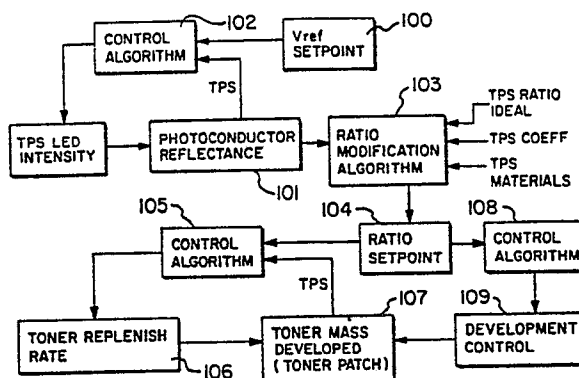 102
CONTROL
ALGORITHM
Vref
SETPOINT
100
TPS
103
TPS LED
INTENSITY
PHOTOCONDUCTOR
REFLECTANCE
101
RATIO
MODIFICATION
ALGORITHM
TPS RATIO
IDEAL
TPS COEFF
TPS
MATERIALS
105
CONTROL
ALGORITHM
104
RATIO
SETPOINT
108
CONTROL
ALGORITHM
TPS
107
109
TONER REPLENISH
RATE
106
TONER MASS
DEVELOPED
(TONER PATCH)
DEVELOPMENT
CONTROL